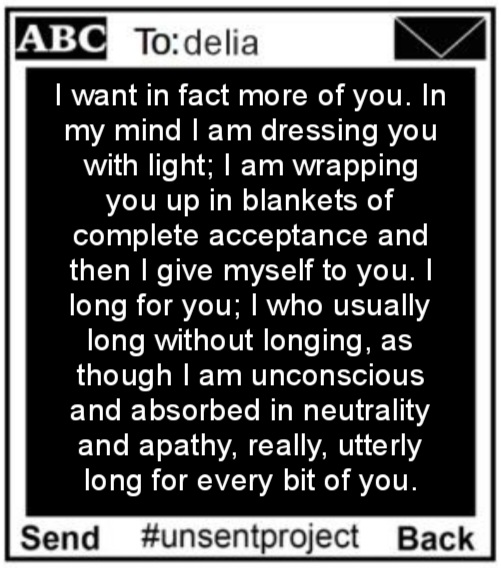 ABC To: delia
I want in fact more of you. In
my mind I am dressing you
with light; I am wrapping
you up in blankets of
complete acceptance and
then I give myself to you. I
long for you; I who usually
long without longing, as
though I am unconscious
and absorbed in neutrality
and apathy, really, utterly
long for every bit of you.
Send #unsentproject Back